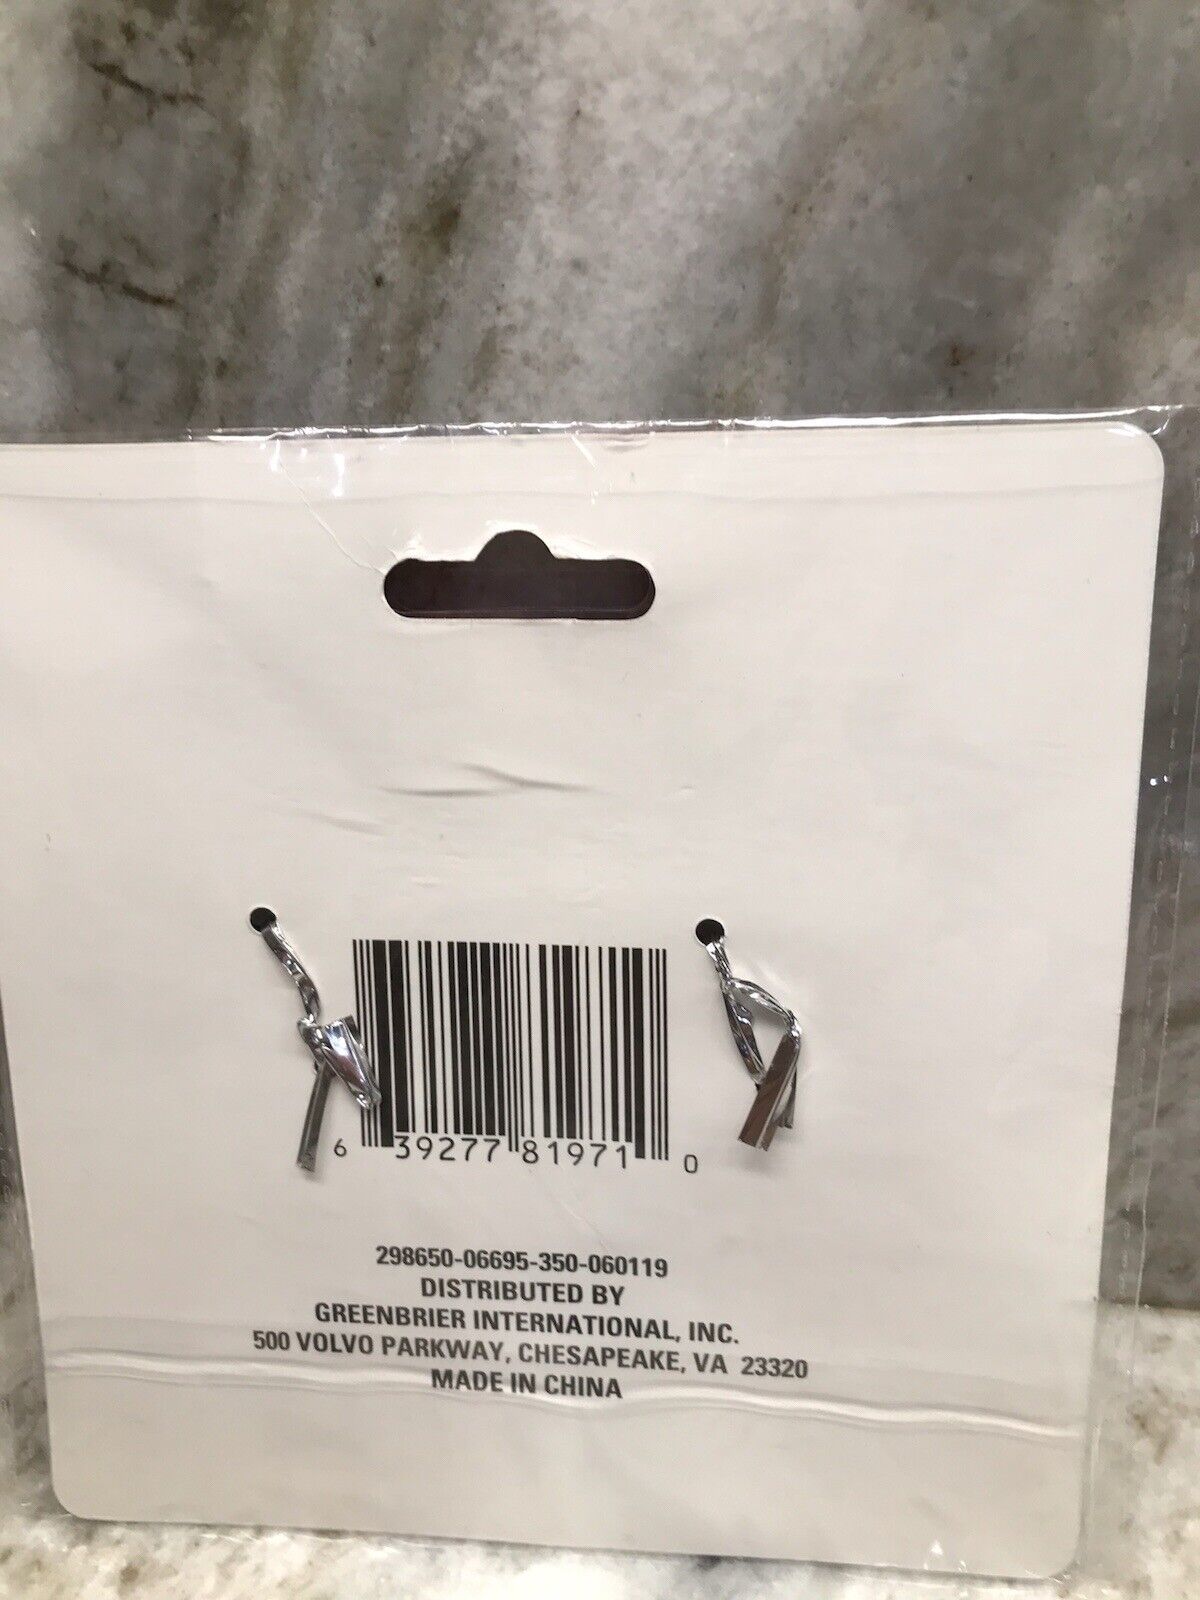 6 39277 81971 0
298650-06695-350-060119
DISTRIBUTED BY
GREENBRIER INTERNATIONAL, INC.
500 VOLVO PARKWAY, CHESAPEAKE, VA 23320
MADE IN CHINA